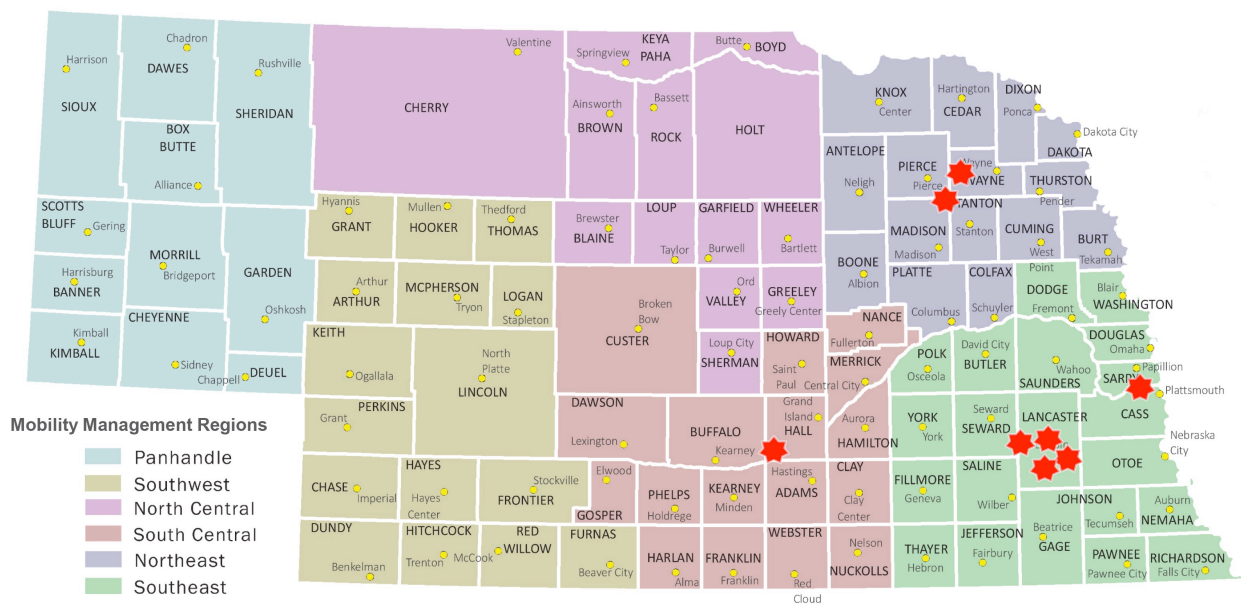 Chadron
DAWES
Harrison
SIOUX
Rushville
SHERIDAN
BOX
BUTTE
Alliance
SCOTTS
BLUFF
Gering
MORRILL
Bridgeport
GARDEN
Oshkosh
Harrisburg
BANNER
CHEYENNE
Kimball
KIMBALL
Sidney
Chappell
DEUEL
Valentine
CHERRY
KEYA
PAHA
Springview
Butte
BOYD
Ainsworth
BROWN
Bassett
ROCK
HOLT
Hyannis
GRANT
Mullen
HOOKER
Thedford
THOMAS
Brewster
BLAINE
LOUP
Taylor
GARFIELD
Burwell
WHEELER
Bartlett
Arthur
ARTHUR
MCPHERSON
Tryon
LOGAN
Stapleton
Broken
Bow
CUSTER
Ord
VALLEY
GREELEY
Greely Center
Loup City
SHERMAN
HOWARD
Saint
Paul
NANCE
Fullerton
MERRICK
Central City
KEITH
Ogallala
North
Platte
LINCOLN
PERKINS
Grant
DAWSON
Lexington
BUFFALO
Kearney
Grand
Island
HALL
Aurora
HAMILTON
CHASE
Imperial
HAYES
Hayes
Center
Stockville
FRONTIER
Elwood
GOSPER
PHELPS
Holdrege
KEARNEY
Minden
Hastings
ADAMS
CLAY
Clay
Center
DUNDY
Benkelman
HITCHCOCK
Trenton
RED
WILLOW
McCook
FURNAS
Beaver City
HARLAN
Alma
FRANKLIN
Franklin
WEBSTER
Red
Cloud
Nelson
NUCKOLLS
KNOX
Center
Hartington
CEDAR
DIXON
Ponca
Dakota City
DAKOTA
ANTELOPE
Neligh
PIERCE
Pierce
THURSTON
Pender
MADISON
Madison
Stanton
CUMING
West
Point
BURT
Tekamah
BOONE
Albion
PLATTE
Columbus
COLFAX
Schuyler
DODGE
Fremont
Blair
WASHINGTON
DOUGLAS
Omaha
Papillion
Plattsmouth
CASS
POLK
Osceola
David City
BUTLER
Wahoo
SAUNDERS
YORK
York
Seward
SEWARD
LANCASTER
Nebraska
City
OTOE
FILLMORE
Geneva
SALINE
Wilber
JOHNSON
Tecumseh
Auburn
NEMAHA
THAYER
Hebron
JEFFERSON
Fairbury
Beatrice
GAGE
PAWNEE
Pawnee City
RICHARDSON
Falls City
Mobility Management Regions
Panhandle
Southwest
North Central
South Central
Northeast
Southeast